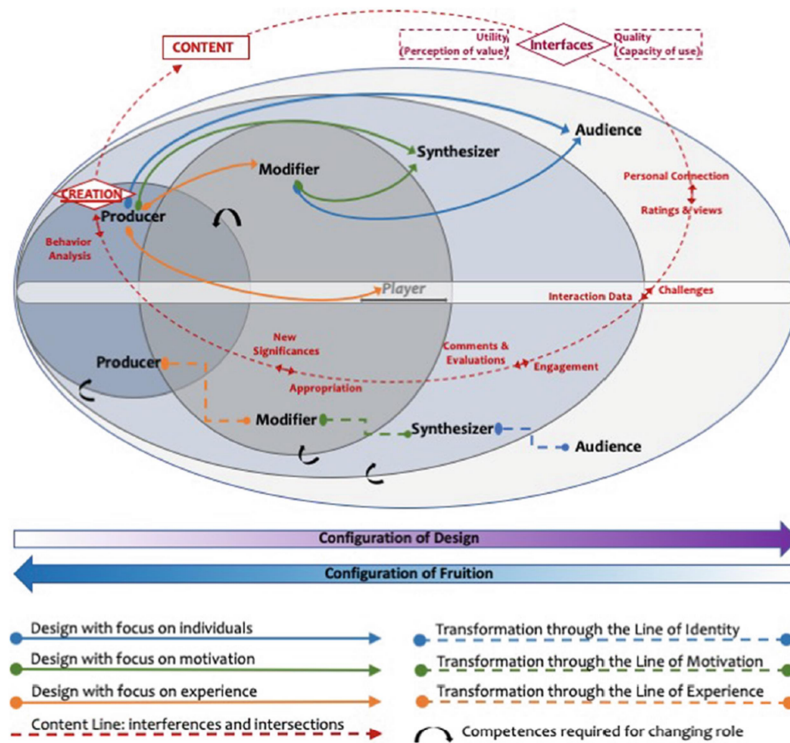 CONTENT
Utility
(Perception of value)
Interfaces
Quality
(Capacity of use)
Audience
Synthesizer
Modifier
Personal Connection
CREATION
Producer
Ratings & views
Behavior
Analysis
Player
Interaction Data
Challenges
New
Significances
Comments &
Evaluations
Engagement
Producer
Appropriation
Modifier
Synthesizer
Audience
Configuration of Design
Configuration of Fruition
Design with focus on individuals
Transformation through the Line of Identity
Design with focus on motivation
Transformation through the Line of Motivation
Design with focus on experience
Transformation through the Line of Experience
Content Line: interferences and intersections
Competences required for changing role